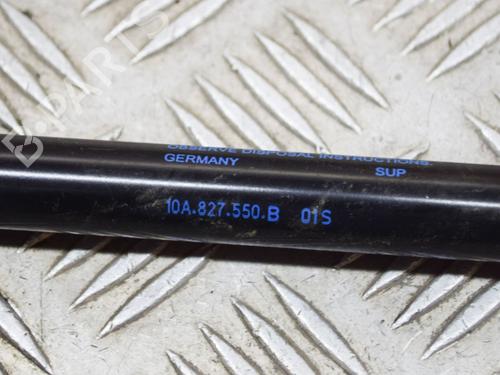 OBSERVE DISPOSAL INSTRUCTIONS.
GERMANY SUP
10A.827.550.B 01S